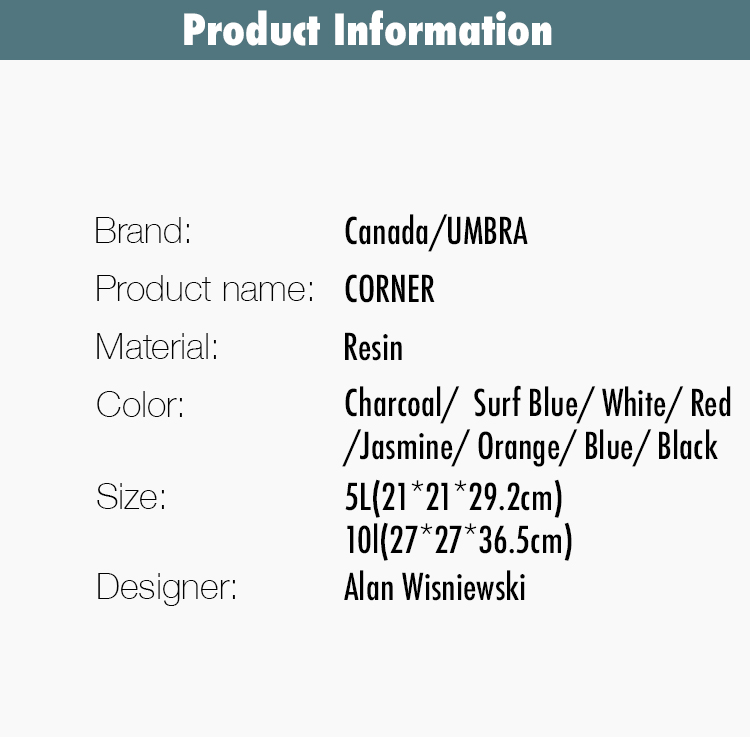 Product Information
Brand: Canada/UMBRA
Product name: CORNER
Material: Resin
Color: Charcoal/ Surf Blue/ White/ Red
/Jasmine/ Orange/ Blue/ Black
Size: 5L(21*21*29.2cm)
10l(27*27*36.5cm)
Designer: Alan Wisniewski